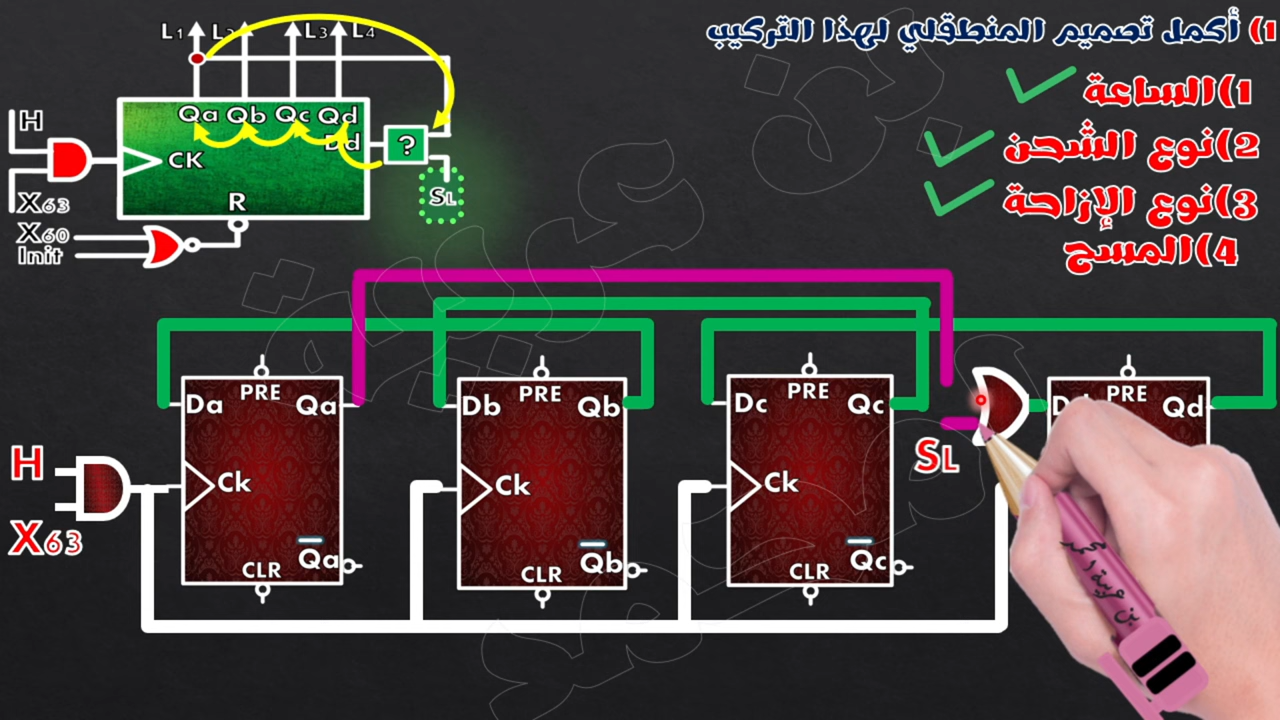 1) أكمل تصميم المنطقلي لهذا التركيب
1)الساعة
2)نوع الشحن
3)نوع الإزاحة
4)المسح
L1 L2 L3 L4
Qa Qb Qc Qd
H
Dd
?
CK
SL
X63
R
X60
Init
PRE PRE PRE PRE
Da Qa Db Qb Dc Qc Qd
SL
H
Ck Ck Ck
X63
Qa Qb Qc
CLR CLR CLR